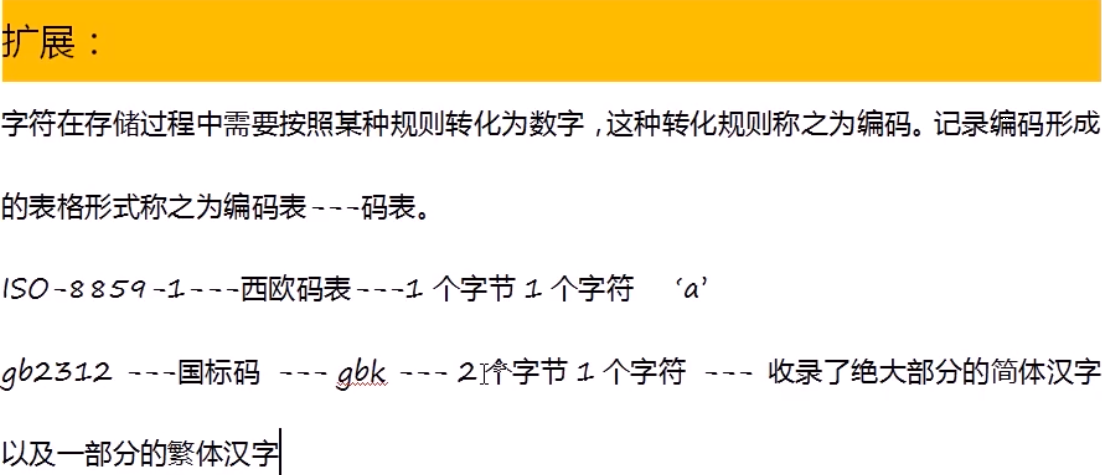 扩展：
字符在存储过程中需要按照某种规则转化为数字,这种转化规则称之为编码。记录编码形成
的表格形式称之为编码表---码表。
ISO-8859-1---西欧码表---1 个字节 1 个字符 ‘a’
gb2312 ---国标码 --- gbk --- 2个字节 1 个字符 --- 收录了绝大部分的简体汉字
以及一部分的繁体汉字